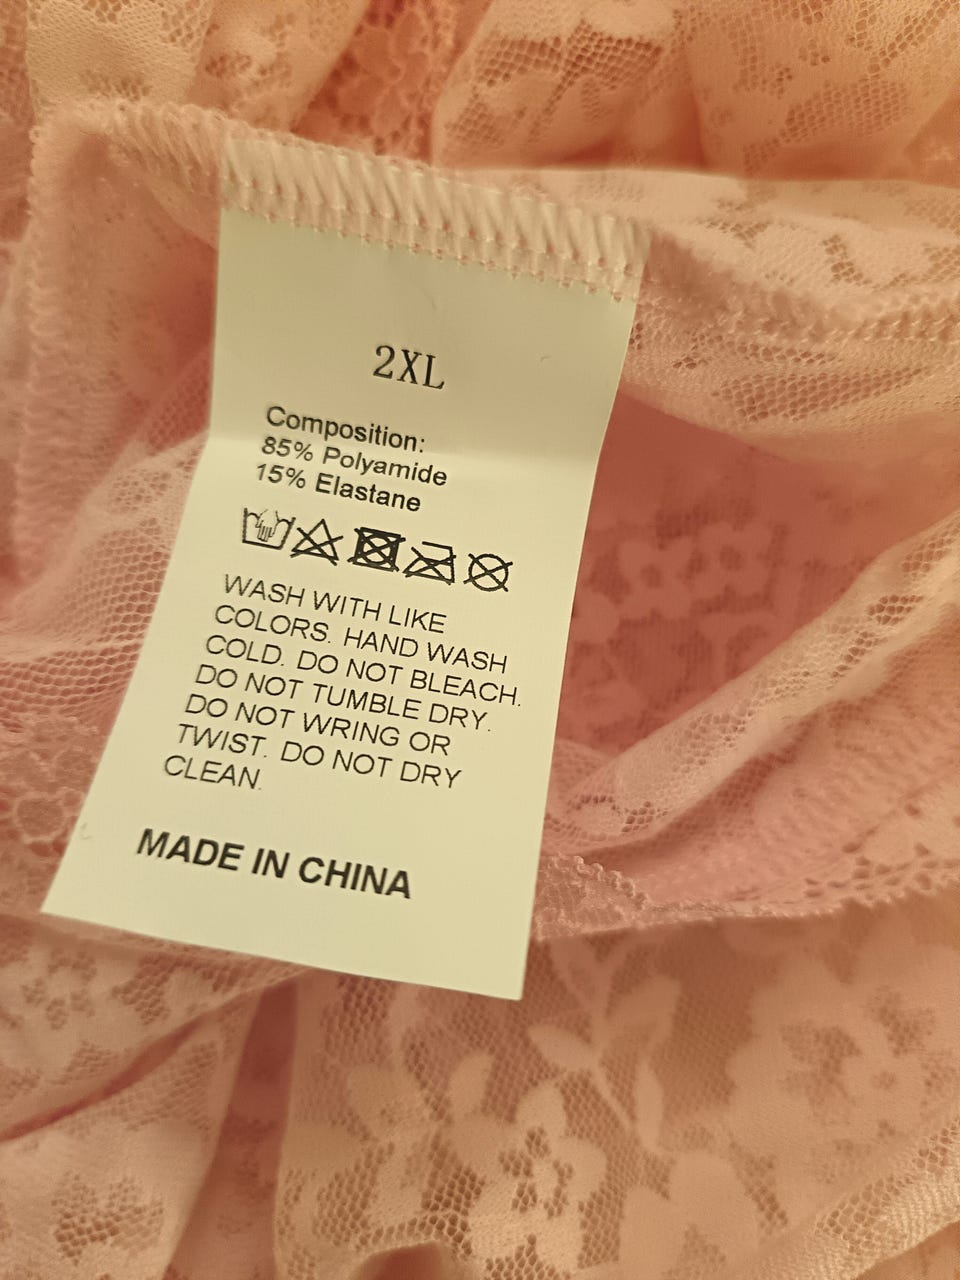 2XL
Composition:
85% Polyamide
15% Elastane
WASH WITH LIKE
COLORS. HAND WASH
COLD. DO NOT BLEACH.
DO NOT TUMBLE DRY.
DO NOT WRING OR
TWIST. DO NOT DRY
CLEAN.
MADE IN CHINA